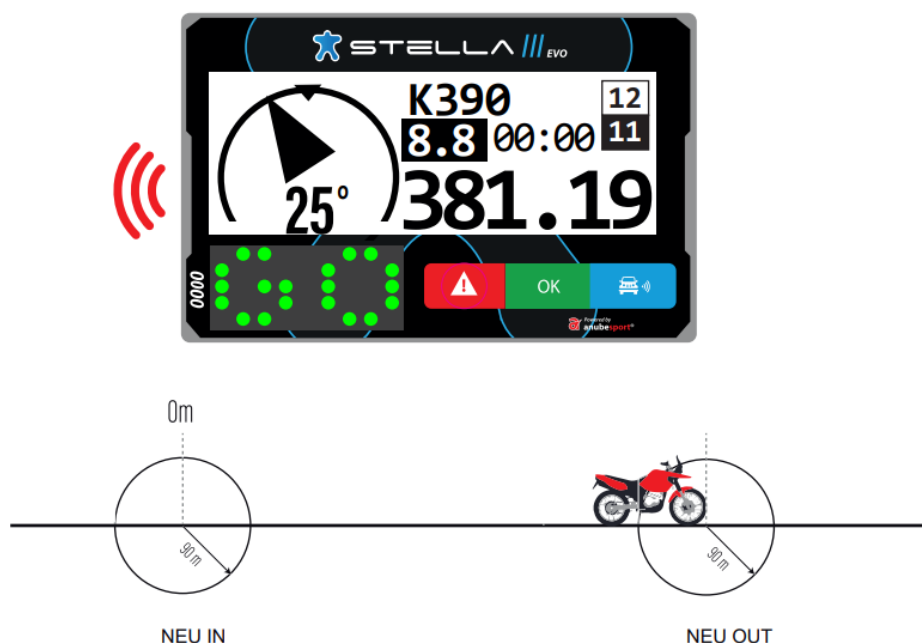 STELLA III EVO
K390
12
8.8 00:00 11
25°
381.19
0000
GO
OK
Powered by
anubesport®
0m
90 m
90 m
NEU IN
NEU OUT